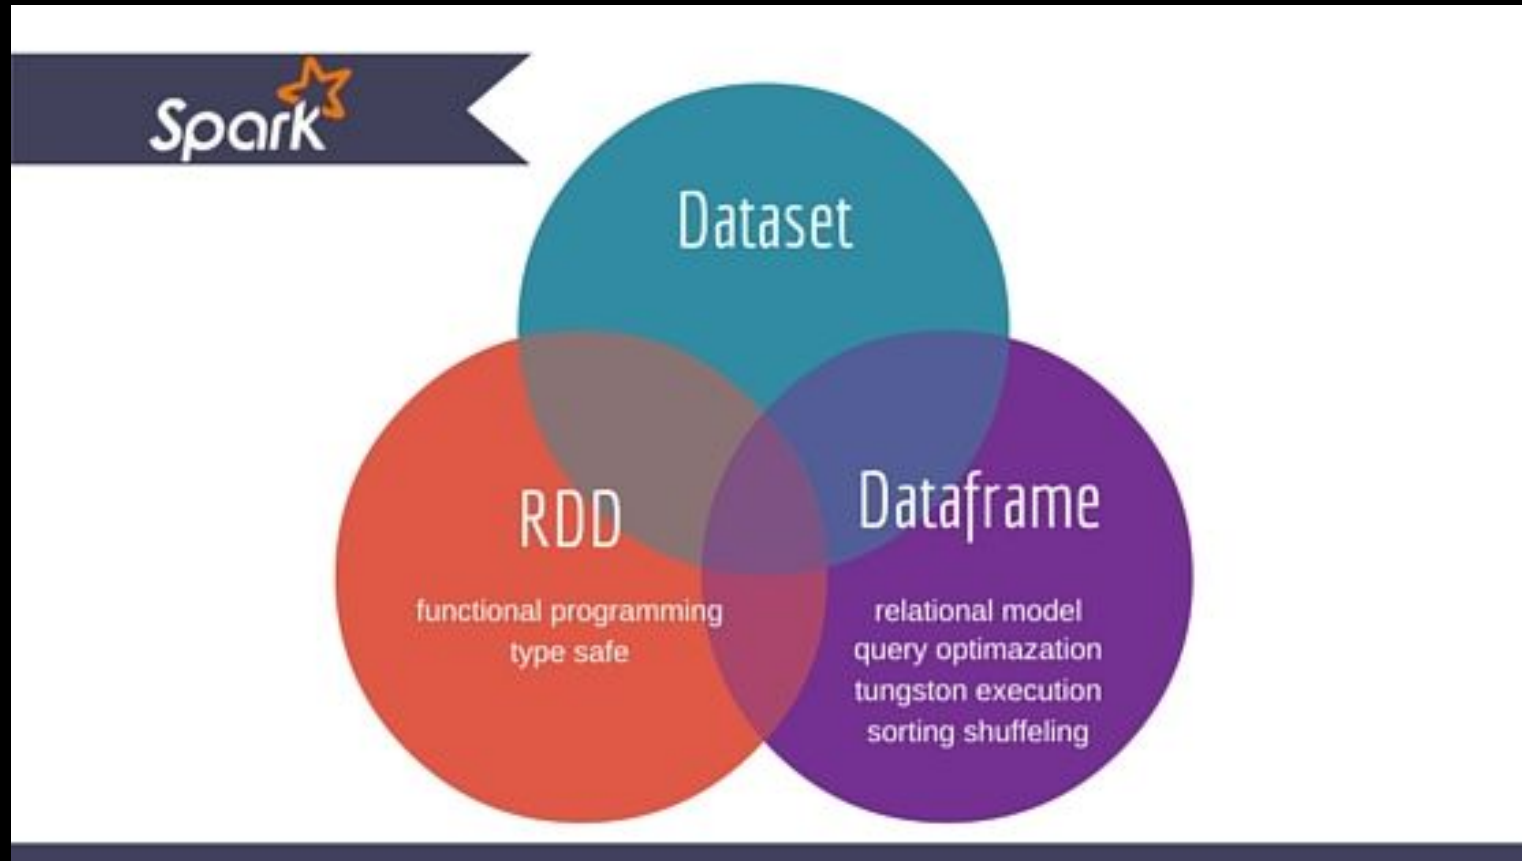 Spark
Dataset
RDD
functional programming
type safe
Dataframe
relational model
query optimazation
tungston execution
sorting shuffeling